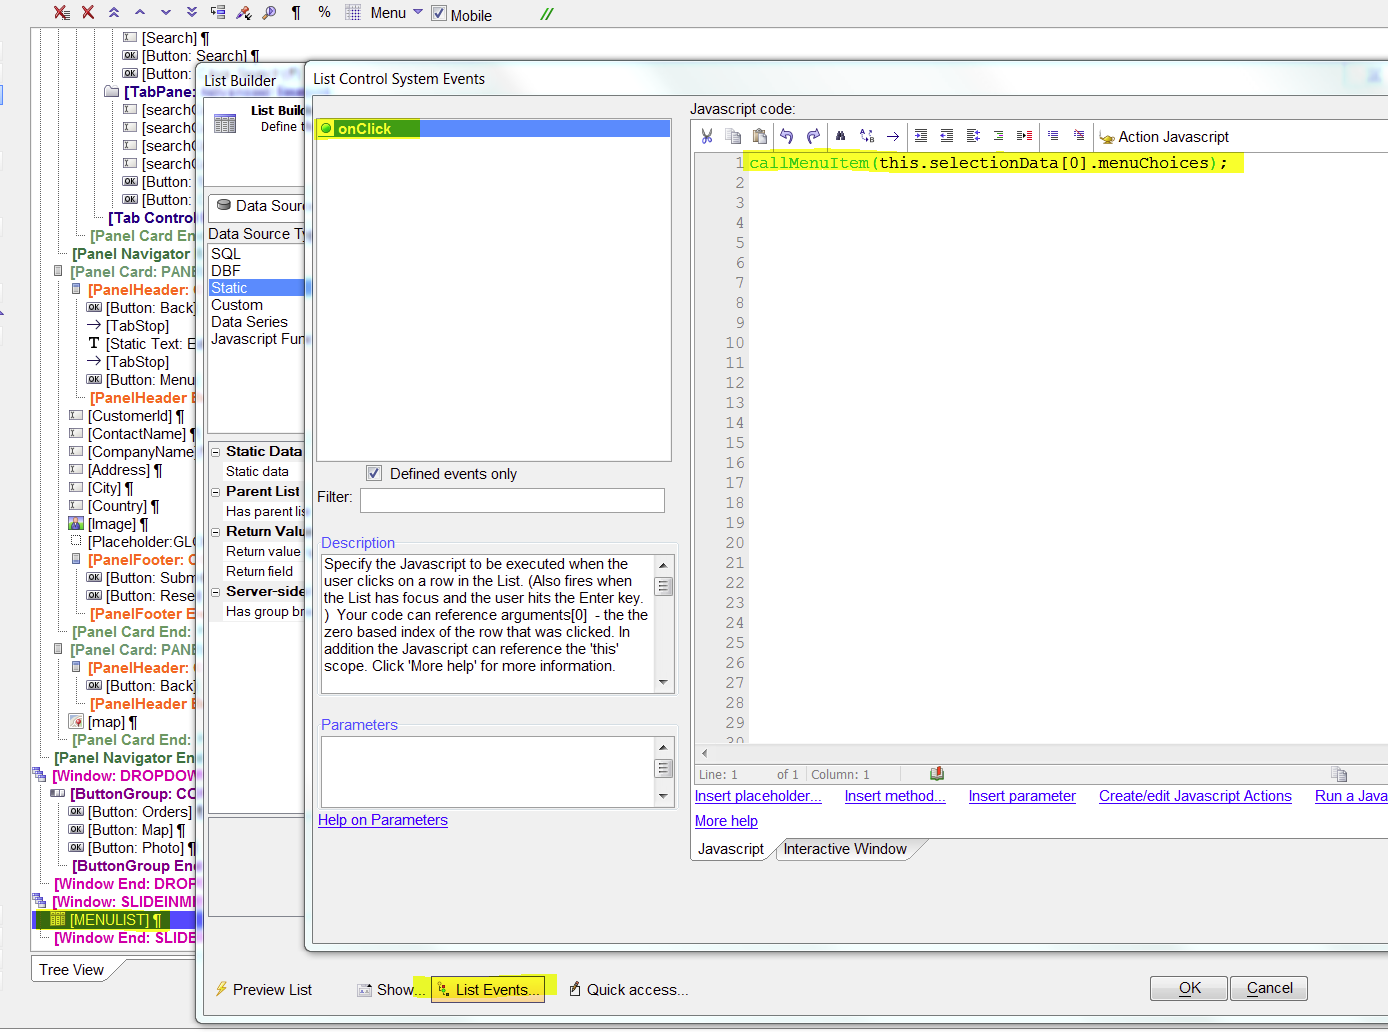 Menu
Mobile
[Search] ¶
[Button: Search] ¶
[Button:
[TabPane:
[search
[search
[search
[search
[Button:
[Button:
[Tab Control
[Panel Card En
[Panel Navigator
[Panel Card: PANE
[PanelHeader:
[Button: Back]
[TabStop]
[Static Text: E
[TabStop]
[Button: Menu
[PanelHeader E
[CustomerId] ¶
[ContactName] ¶
[CompanyName]
[Address] ¶
[City] ¶
[Country] ¶
[Image] ¶
[Placeholder:GLO
[PanelFooter: C
[Button: Subm
[Button: Rese
[PanelFooter E
[Panel Card End:
[Panel Card: PANE
[PanelHeader:
[Button: Back]
[PanelHeader E
[map] ¶
[Panel Card End:
[Panel Navigator En
[Window: DROPDOW
[ButtonGroup: CO
[Button: Orders]
[Button: Map] ¶
[Button: Photo] ¶
[ButtonGroup End
[Window End: DROP
[Window: SLIDEINME
[MENULIST] ¶
[Window End: SLIDE
Tree View
List Builder
List Build
Define t
Data Sour
Data Source Ty
SQL
DBF
Static
Custom
Data Series
Javascript Fun
Static Data
Static data
Parent List
Has parent lis
Return Valu
Return value
Return field
Server-side
Has group br
Preview List
Show...
List Events...
Quick access...
OK
Cancel
List Control System Events
onClick
Defined events only
Filter:
Description
Specify the Javascript to be executed when the
user clicks on a row in the List. (Also fires when
the List has focus and the user hits the Enter key.
)  Your code can reference arguments[0]  - the the
zero based index of the row that was clicked. In
addition the Javascript can reference the 'this'
scope. Click 'More help' for more information.
Parameters
Help on Parameters
Javascript code:
Action Javascript
1 callMenuItem(this.selectionData[0].menuChoices);
2
3
4
5
6
7
8
9
10
11
12
13
14
15
16
17
18
19
20
21
22
23
24
25
26
27
28
29
30
Line: 1 of 1 Column: 1
Insert placeholder... Insert method... Insert parameter Create/edit Javascript Actions Run a Java
More help
Javascript
Interactive Window